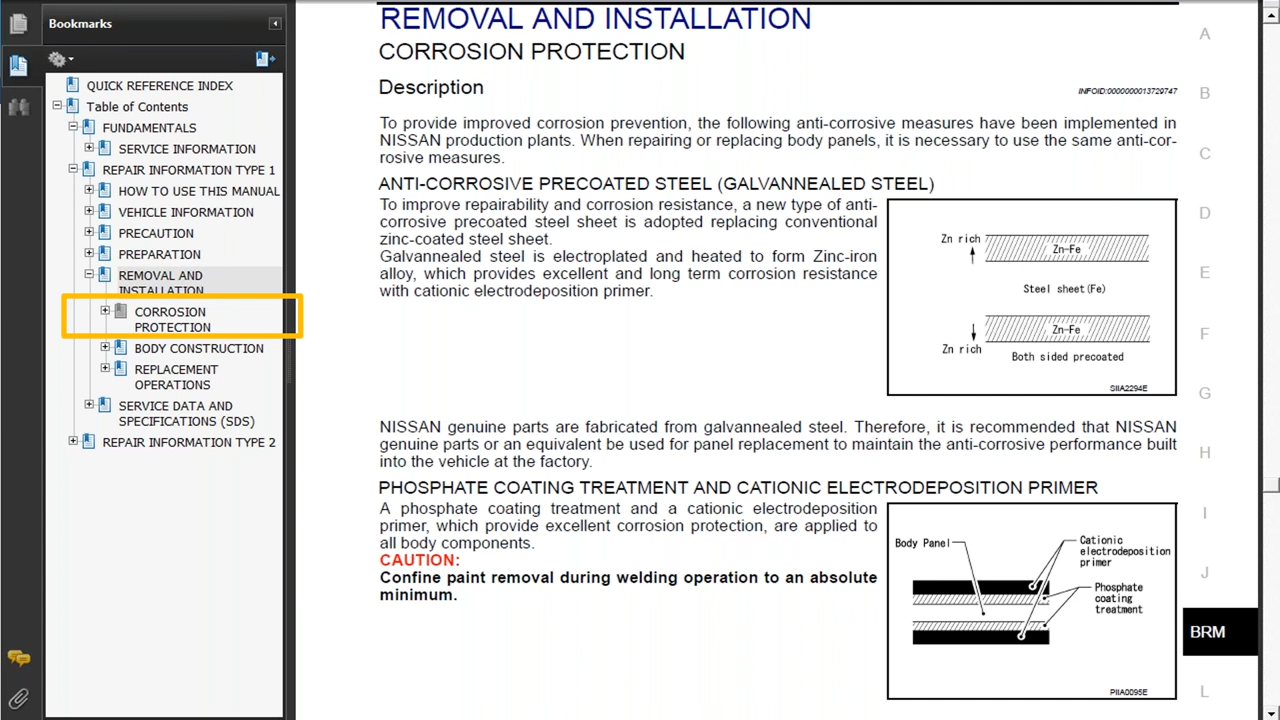 Bookmarks
QUICK REFERENCE INDEX
Table of Contents
FUNDAMENTALS
SERVICE INFORMATION
REPAIR INFORMATION TYPE 1
HOW TO USE THIS MANUAL
VEHICLE INFORMATION
PRECAUTION
PREPARATION
REMOVAL AND
INSTALLATION
CORROSION
PROTECTION
BODY CONSTRUCTION
REPLACEMENT
OPERATIONS
SERVICE DATA AND
SPECIFICATIONS (SDS)
REPAIR INFORMATION TYPE 2
REMOVAL AND INSTALLATION
CORROSION PROTECTION
Description
INFOID:0000000013729747
To provide improved corrosion prevention, the following anti-corrosive measures have been implemented in
NISSAN production plants. When repairing or replacing body panels, it is necessary to use the same anti-cor-
rosive measures.
ANTI-CORROSIVE PRECOATED STEEL (GALVANNEALED STEEL)
To improve repairability and corrosion resistance, a new type of anti-
corrosive precoated steel sheet is adopted replacing conventional
zinc-coated steel sheet.
Galvannealed steel is electroplated and heated to form Zinc-iron
alloy, which provides excellent and long term corrosion resistance
with cationic electrodeposition primer.
Zn rich
Zn-Fe
Steel sheet(Fe)
Zn-Fe
Zn rich
Both sided precoated
SIIA2294E
NISSAN genuine parts are fabricated from galvannealed steel. Therefore, it is recommended that NISSAN
genuine parts or an equivalent be used for panel replacement to maintain the anti-corrosive performance built
into the vehicle at the factory.
PHOSPHATE COATING TREATMENT AND CATIONIC ELECTRODEPOSITION PRIMER
A phosphate coating treatment and a cationic electrodeposition
primer, which provide excellent corrosion protection, are applied to
all body components.
CAUTION:
Confine paint removal during welding operation to an absolute
minimum.
Body Panel
Cationic
electrodeposition
primer
Phosphate
coating
treatment
PIIA0095E
A
B
C
D
E
F
G
H
I
J
BRM
L